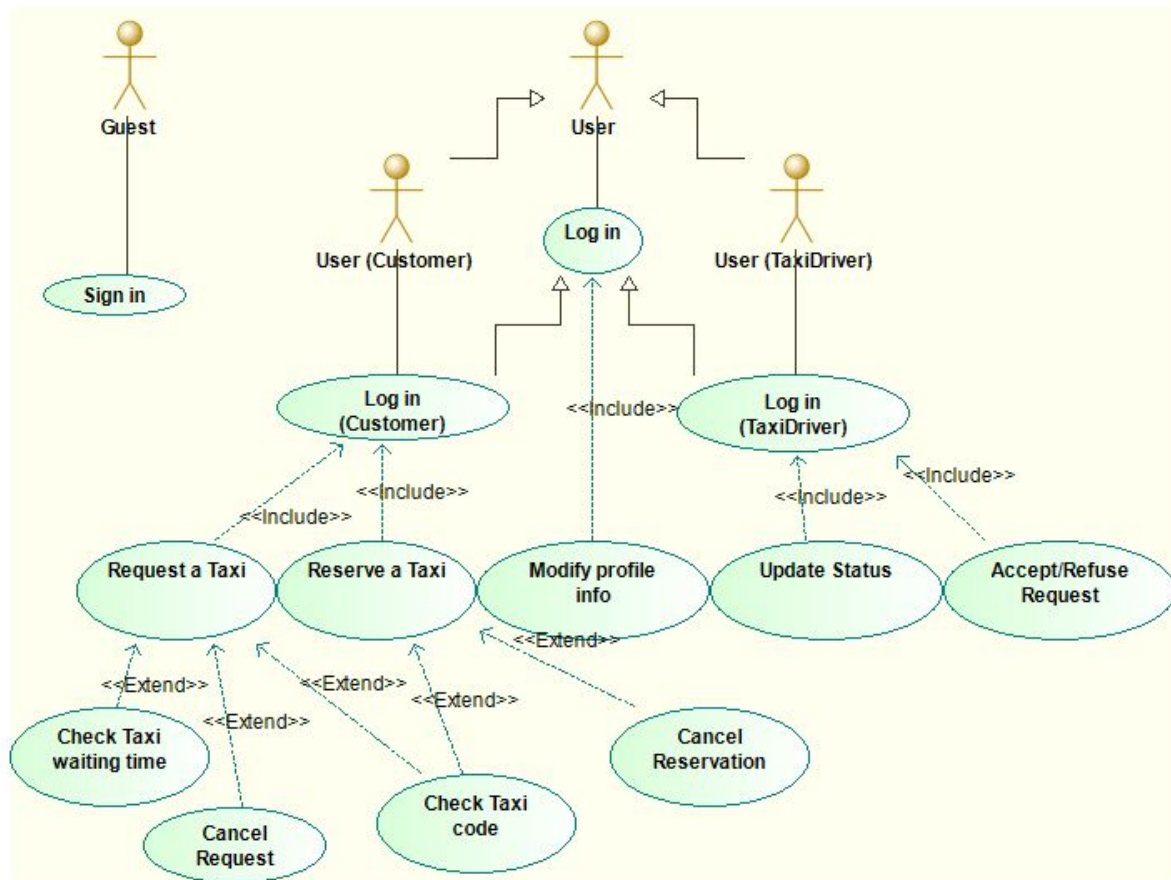 Guest
User
User (Customer)
Log in
User (TaxiDriver)
Sign in
Log in
(Customer)
<<Include>>
Log in
(TaxiDriver)
<<Include>>
<<Include>>
<<Include>>
<<Include>>
Request a Taxi
Reserve a Taxi
Modify profile
info
Update Status
Accept/Refuse
Request
<<Extend>>
<<Extend>>
<<Extend>>
<<Extend>>
<<Extend>>
Check Taxi
waiting time
Cancel
Reservation
Check Taxi
code
Cancel
Request